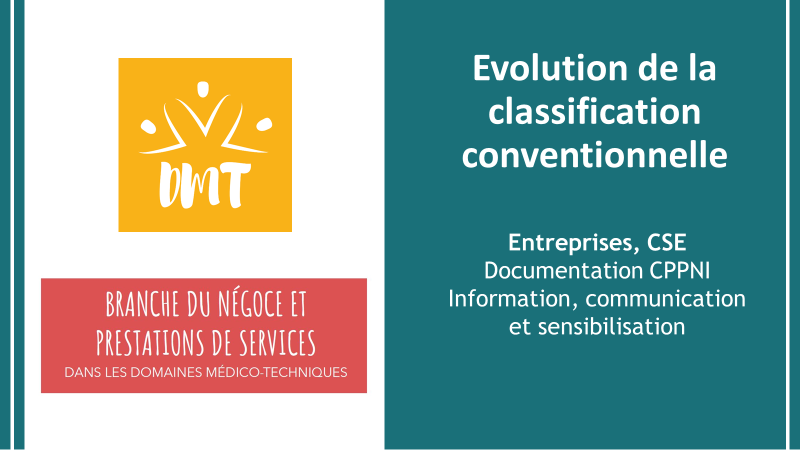 DMT
BRANCHE DU NÉGOCE ET
PRESTATIONS DE SERVICES
DANS LES DOMAINES MÉDICO-TECHNIQUES
Evolution de la
classification
conventionnelle
Entreprises, CSE
Documentation CPPNI
Information, communication
et sensibilisation